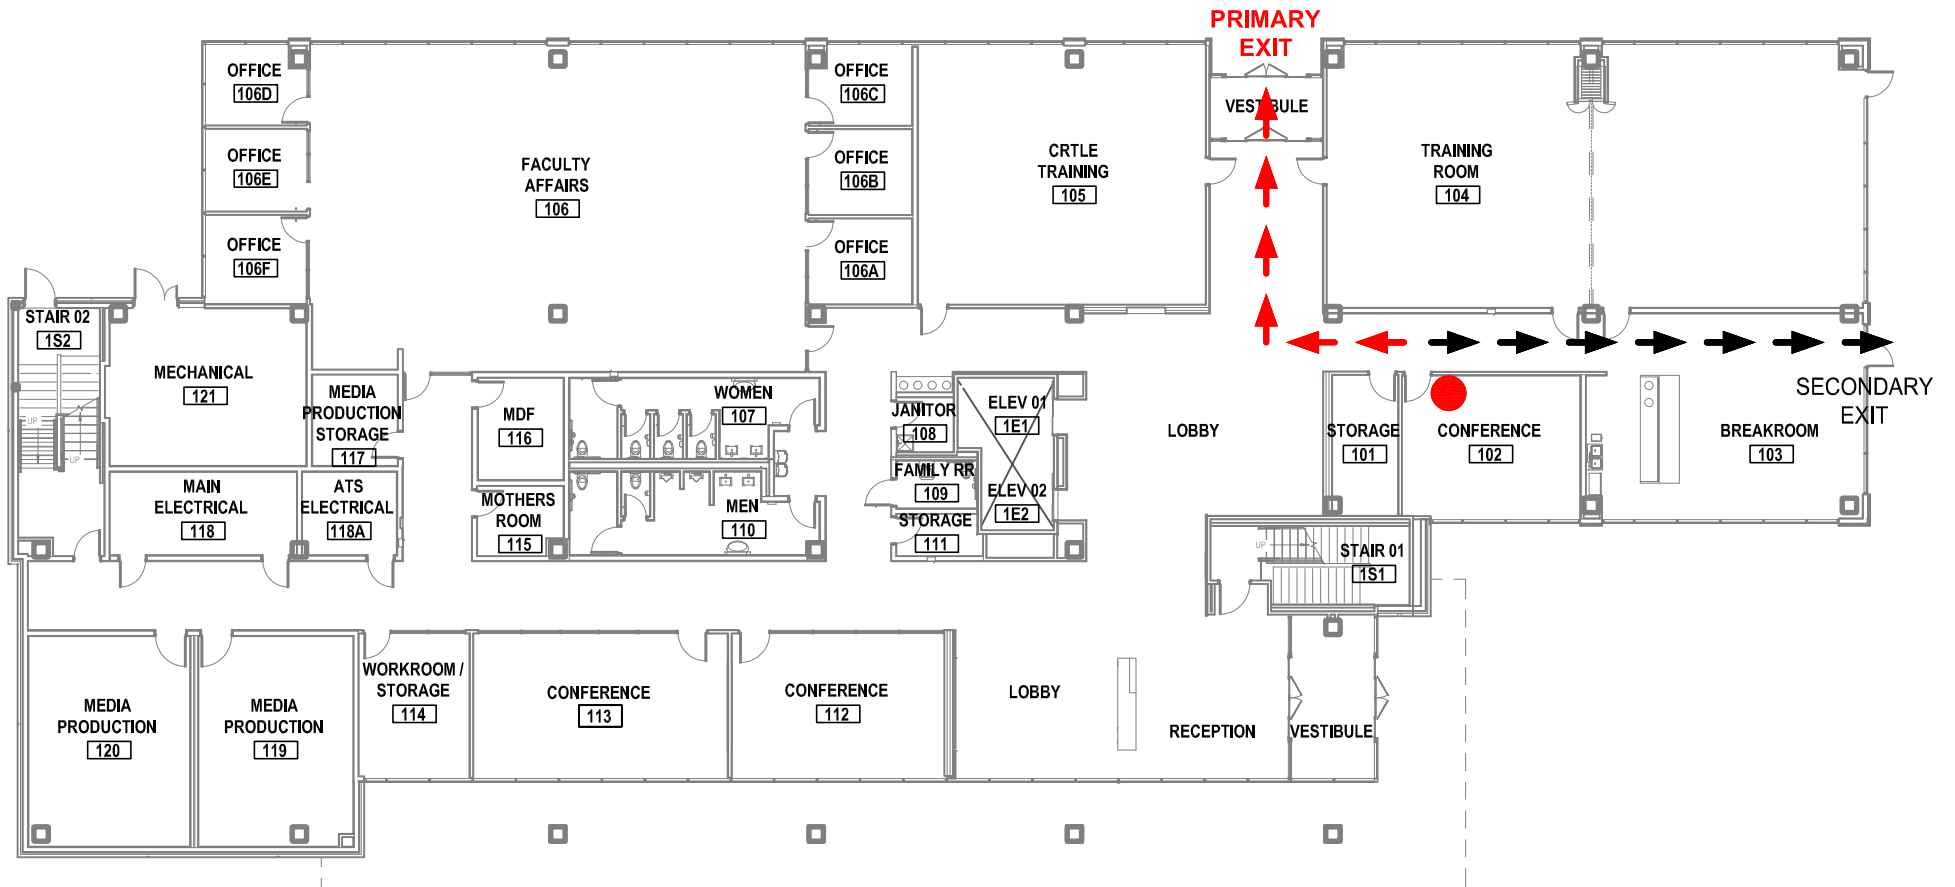 PRIMARY
EXIT
OFFICE
106D
OFFICE
106C
VESTIBULE
OFFICE
106E
FACULTY
AFFAIRS
106
OFFICE
106B
CRTLE
TRAINING
105
TRAINING
ROOM
104
OFFICE
106F
OFFICE
106A
STAIR 02
1S2
MECHANICAL
121
MEDIA
PRODUCTION
STORAGE
117
MDF
116
WOMEN
107
JANITOR
108
ELEV 01
1E1
LOBBY
STORAGE
101
CONFERENCE
102
BREAKROOM
103
SECONDARY
EXIT
UP
UP
MAIN
ELECTRICAL
118
ATS
ELECTRICAL
118A
MOTHERS
ROOM
115
MEN
110
FAMILY RR
109
ELEV 02
1E2
STORAGE
111
UP
STAIR 01
1S1
MEDIA
PRODUCTION
120
MEDIA
PRODUCTION
119
WORKROOM /
STORAGE
114
CONFERENCE
113
CONFERENCE
112
LOBBY
RECEPTION
VESTIBULE